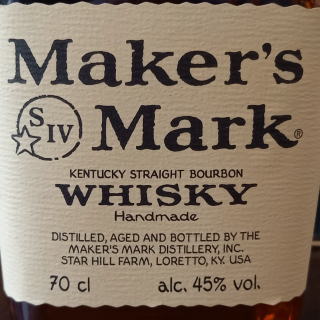 Maker's
S IV
Mark®
KENTUCKY STRAIGHT BOURBON
WHISKY
Handmade
DISTILLED, AGED AND BOTTLED BY THE
MAKER'S MARK DISTILLERY, INC.
STAR HILL FARM, LORETTO, KY. USA
70 cl alc. 45% vol.